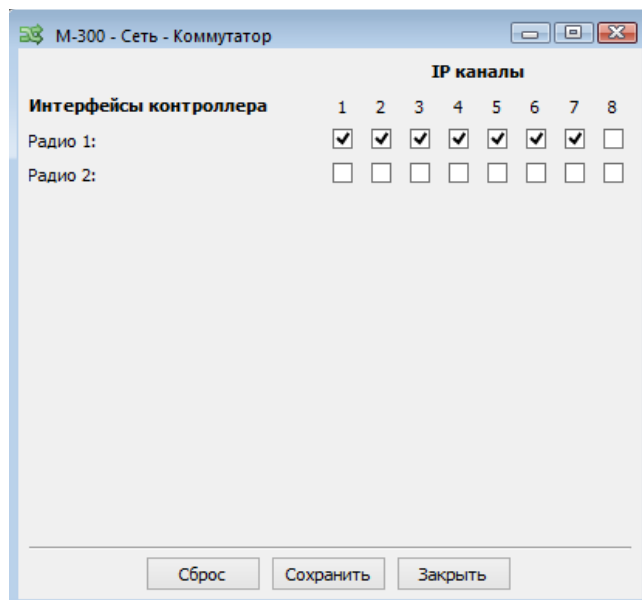 М-300 - Сеть - Коммутатор
IP каналы
Интерфейсы контроллера 1 2 3 4 5 6 7 8
Радио 1:
Радио 2:
Сброс Сохранить Закрыть